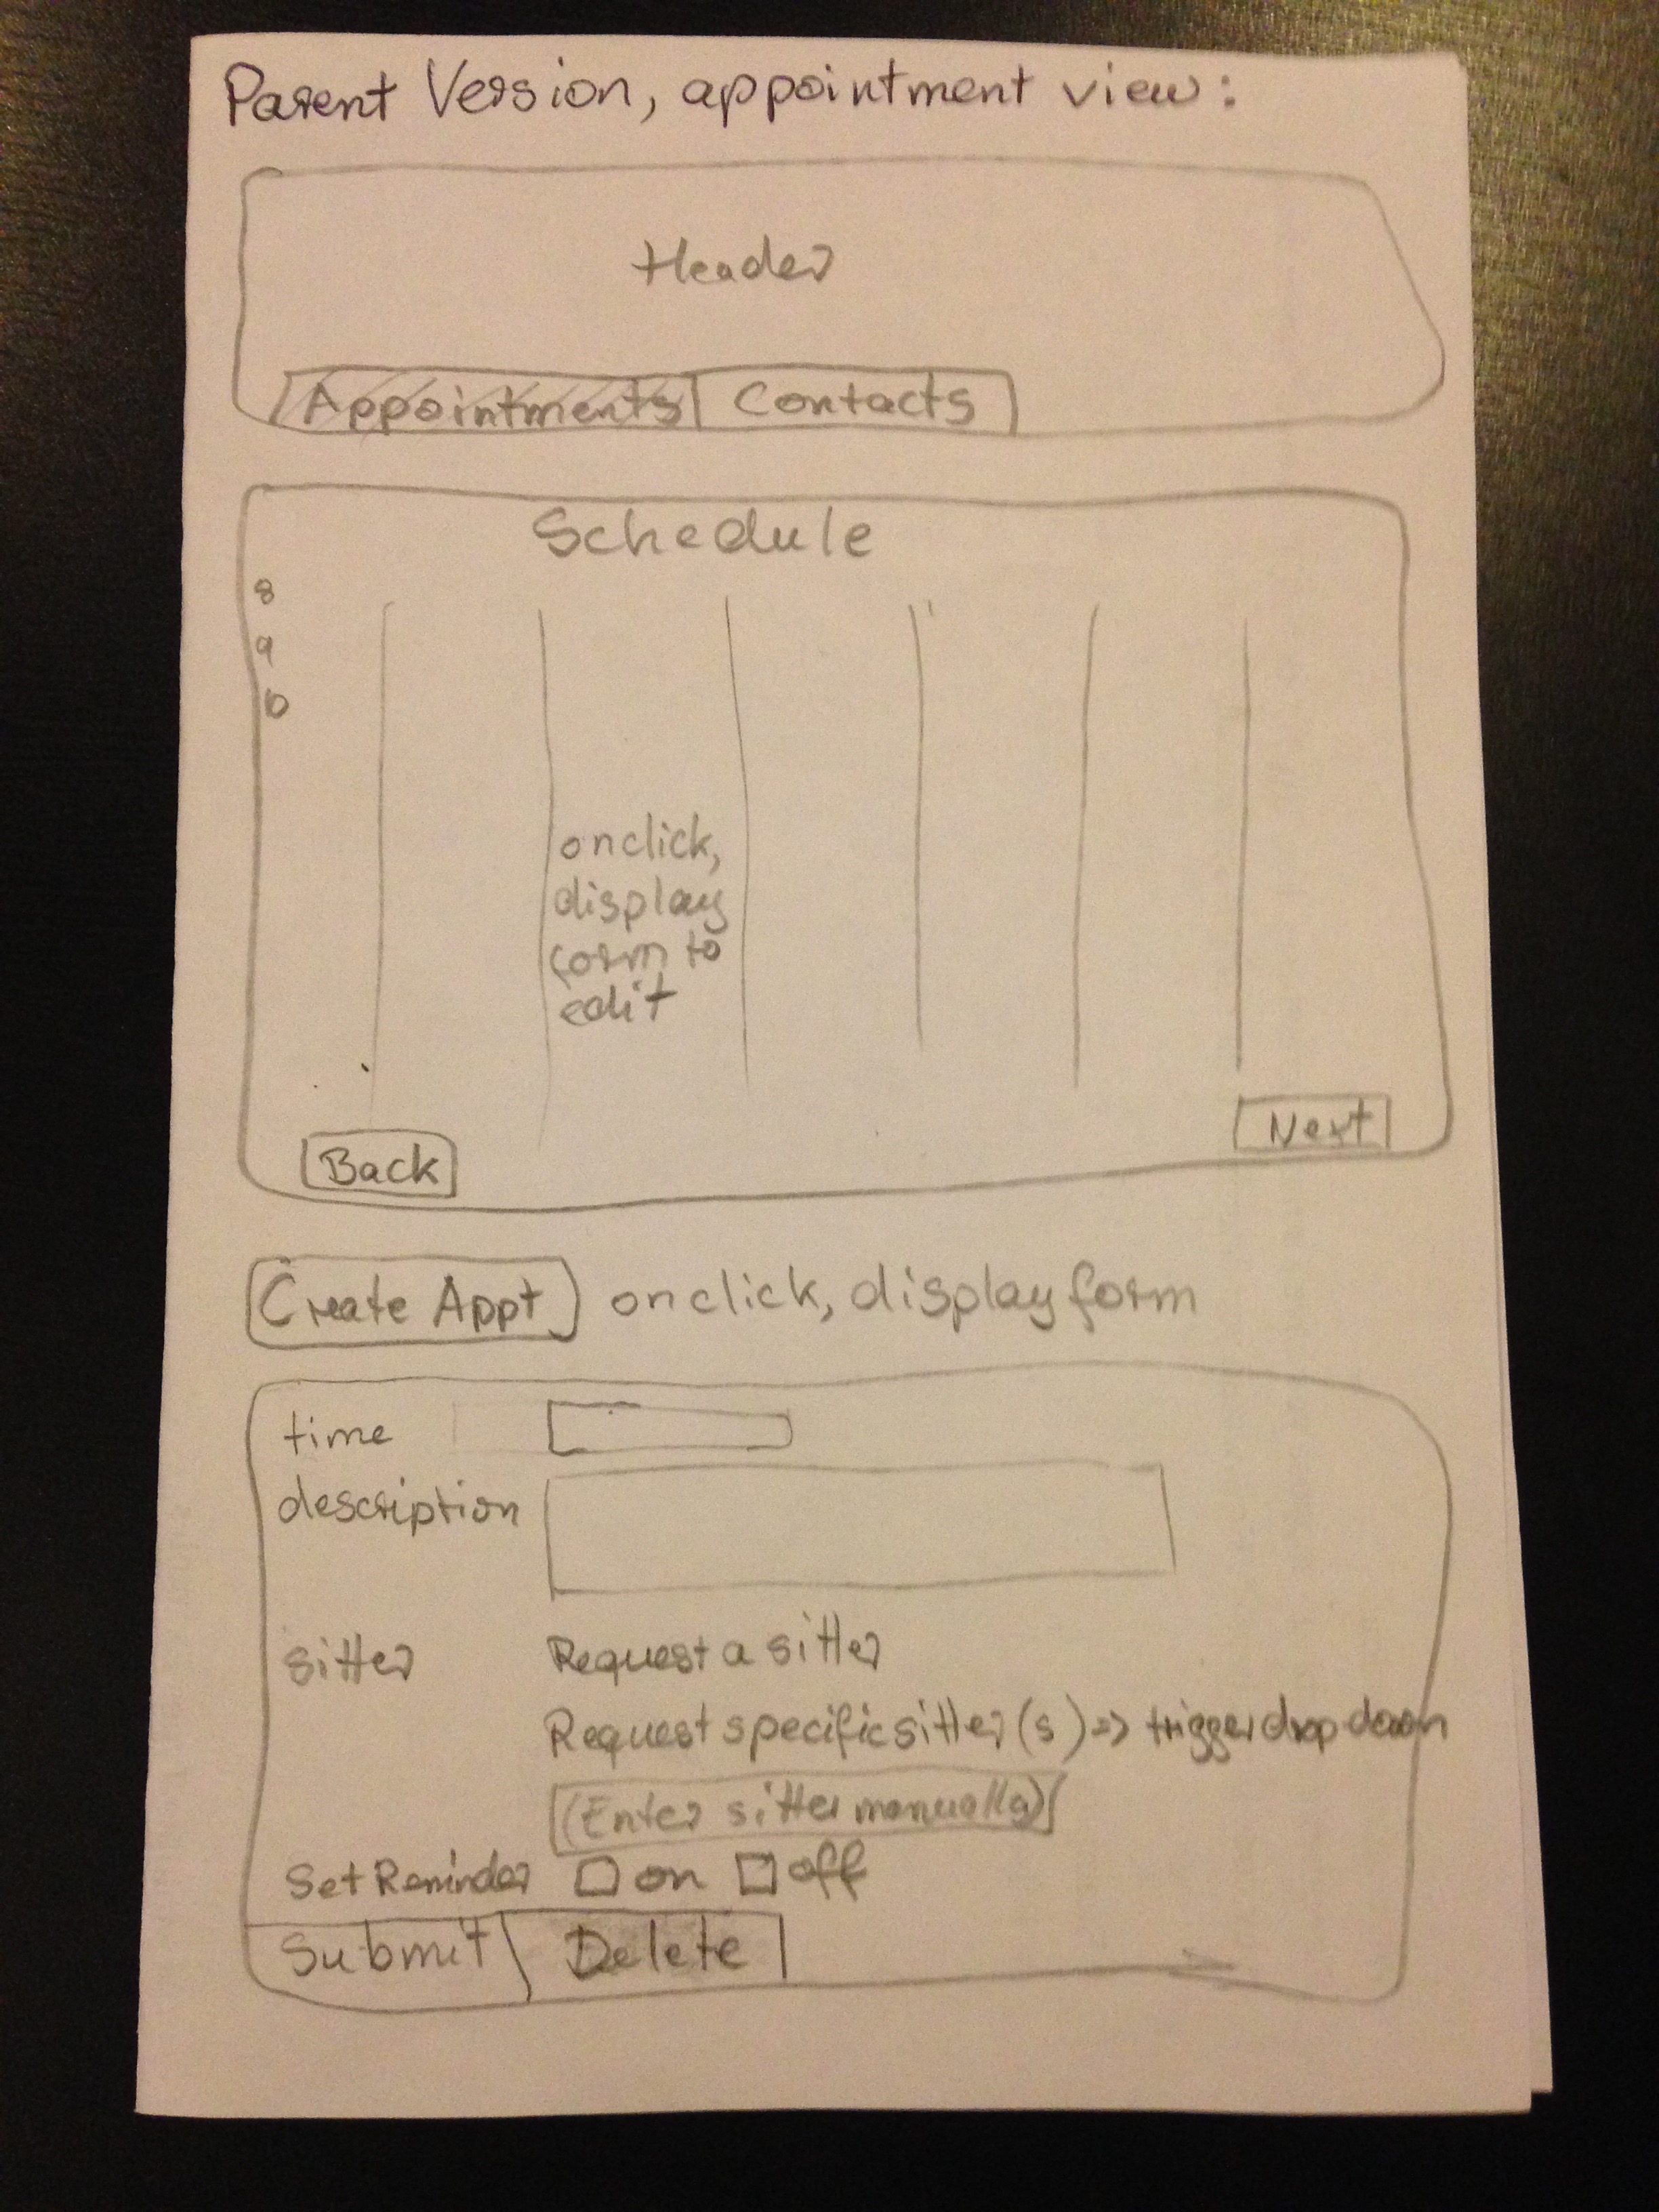 Parent Version, appointment view:
Header
Appointments Contacts
Schedule
8
9
10
onclick,
display
form to
edit
Back
Next
Create Appt onclick, display form
time
description
sitter Request a sitter
Request specific sitter(s) => trigger drop down
(Enter sitter manually)
Set Reminder on off
Submit Delete